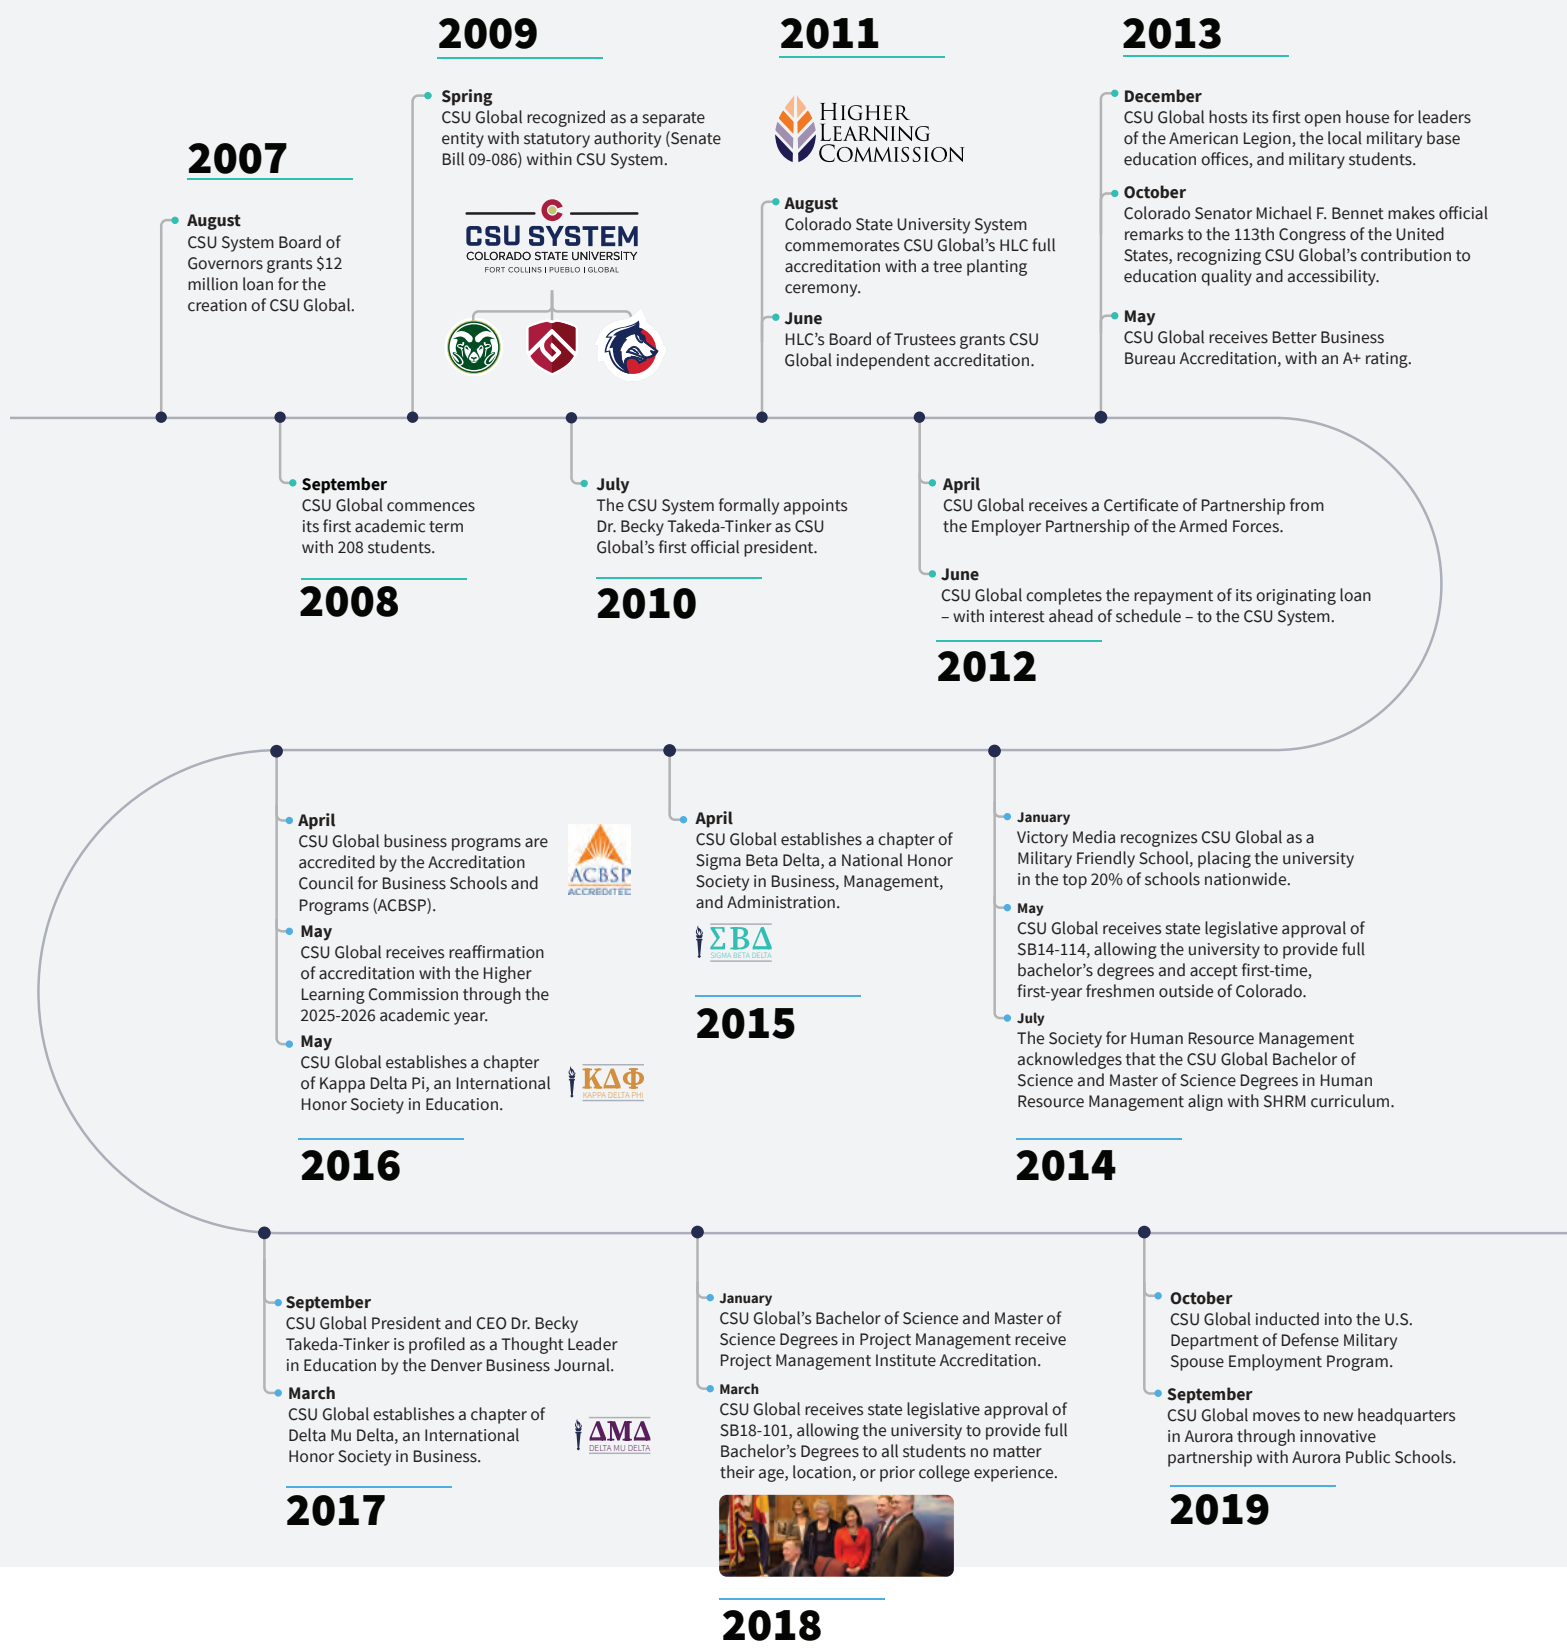 2007
August
CSU System Board of
Governors grants $12
million loan for the
creation of CSU Global.
September
CSU Global commences
its first academic term
with 208 students.
2008
2009
Spring
CSU Global recognized as a separate
entity with statutory authority (Senate
Bill 09-086) within CSU System.
CSU SYSTEM
COLORADO STATE UNIVERSITY
FORT COLLINS | PUEBLO | GLOBAL
July
The CSU System formally appoints
Dr. Becky Takeda-Tinker as CSU
Global's first official president.
2010
2011
HIGHER
LEARNING
COMMISSION
August
Colorado State University System
commemorates CSU Global's HLC full
accreditation with a tree planting
ceremony.
June
HLC's Board of Trustees grants CSU
Global independent accreditation.
April
CSU Global receives a Certificate of Partnership from
the Employer Partnership of the Armed Forces.
June
CSU Global completes the repayment of its originating loan
– with interest ahead of schedule – to the CSU System.
2012
2013
December
CSU Global hosts its first open house for leaders
of the American Legion, the local military base
education offices, and military students.
October
Colorado Senator Michael F. Bennet makes official
remarks to the 113th Congress of the United
States, recognizing CSU Global's contribution to
education quality and accessibility.
May
CSU Global receives Better Business
Bureau Accreditation, with an A+ rating.
January
Victory Media recognizes CSU Global as a
Military Friendly School, placing the university
in the top 20% of schools nationwide.
May
CSU Global receives state legislative approval of
SB14-114, allowing the university to provide full
bachelor's degrees and accept first-time,
first-year freshmen outside of Colorado.
July
The Society for Human Resource Management
acknowledges that the CSU Global Bachelor of
Science and Master of Science Degrees in Human
Resource Management align with SHRM curriculum.
2014
April
CSU Global establishes a chapter of
Sigma Beta Delta, a National Honor
Society in Business, Management,
and Administration.
ΣΒΔ
SIGMA BETA DELTA
2015
April
CSU Global business programs are
accredited by the Accreditation
Council for Business Schools and
Programs (ACBSP).
ACBSP
ACCREDITED
May
CSU Global receives reaffirmation
of accreditation with the Higher
Learning Commission through the
2025-2026 academic year.
May
CSU Global establishes a chapter
of Kappa Delta Pi, an International
Honor Society in Education.
ΚΔΦ
KAPPA DELTA PHI
2016
September
CSU Global President and CEO Dr. Becky
Takeda-Tinker is profiled as a Thought Leader
in Education by the Denver Business Journal.
March
CSU Global establishes a chapter of
Delta Mu Delta, an International
Honor Society in Business.
ΔΜΔ
DELTA MU DELTA
2017
January
CSU Global's Bachelor of Science and Master of
Science Degrees in Project Management receive
Project Management Institute Accreditation.
March
CSU Global receives state legislative approval of
SB18-101, allowing the university to provide full
Bachelor's Degrees to all students no matter
their age, location, or prior college experience.
2018
October
CSU Global inducted into the U.S.
Department of Defense Military
Spouse Employment Program.
September
CSU Global moves to new headquarters
in Aurora through innovative
partnership with Aurora Public Schools.
2019